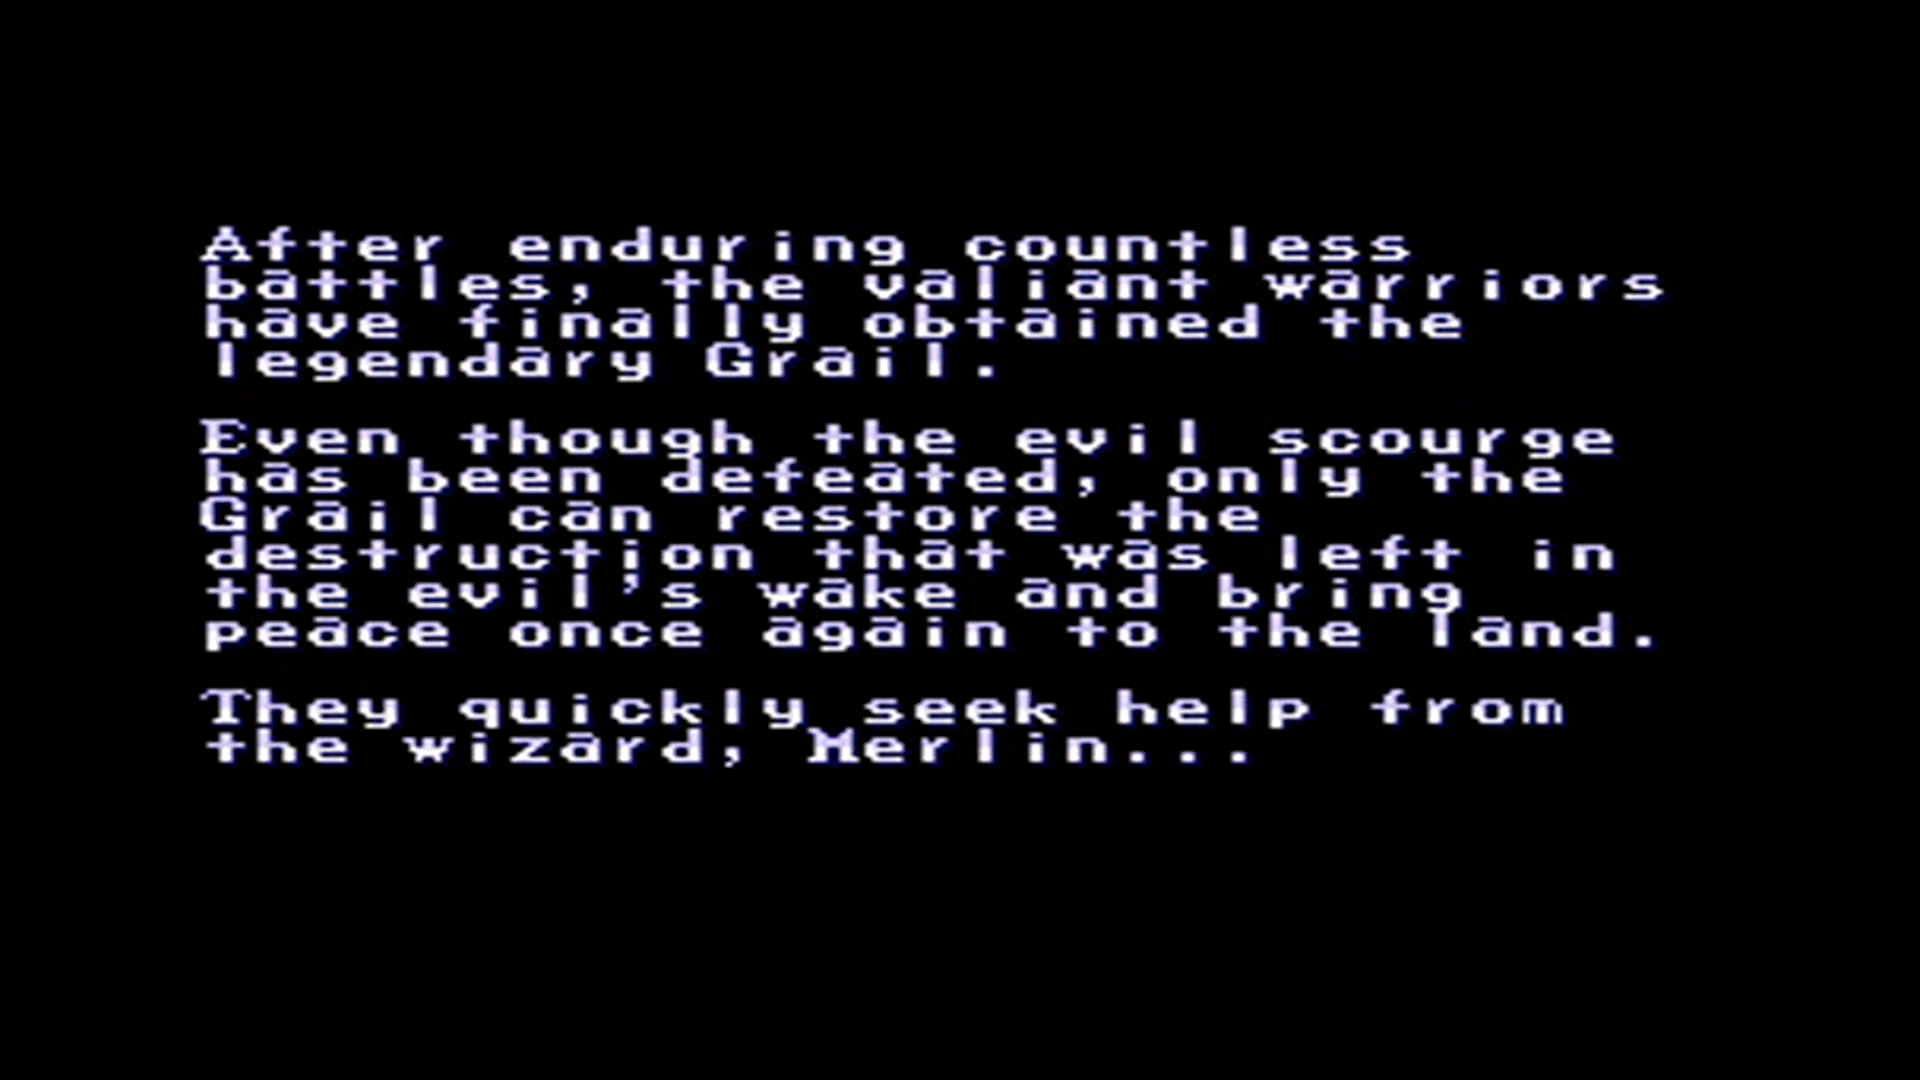 After enduring countless
battles, the valiant warriors
have finally obtained the
legendary Grail.
Even though the evil scourge
has been defeated, only the
Grail can restore the
destruction that was left in
the evil's wake and bring
peace once again to the land.
They quickly seek help from
the wizard, Merlin...